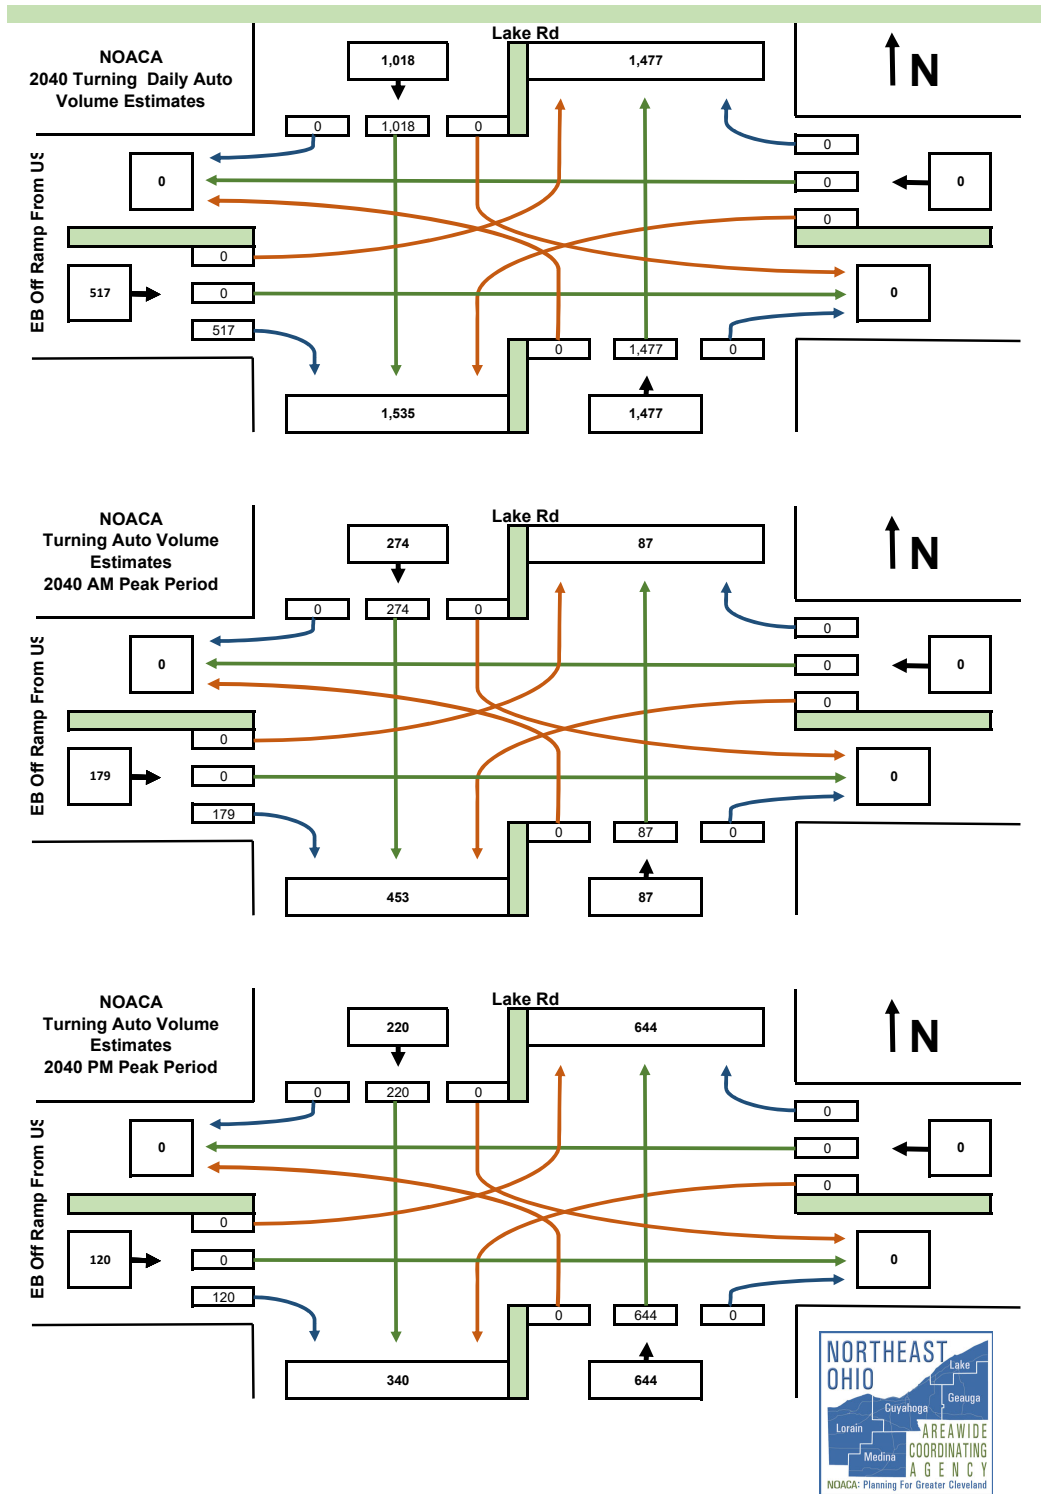 Lake Rd
NOACA
2040 Turning Daily Auto
Volume Estimates
1,018
1,477
N
0
1,018
0
0
EB Off Ramp From US
0
0
0
0
0
517
0
0
517
0
1,477
0
1,535
1,477
Lake Rd
NOACA
Turning Auto Volume
Estimates
2040 AM Peak Period
274
87
N
0
274
0
0
EB Off Ramp From US
0
0
0
0
0
179
0
0
179
0
87
0
453
87
Lake Rd
NOACA
Turning Auto Volume
Estimates
2040 PM Peak Period
220
644
N
0
220
0
0
EB Off Ramp From US
0
0
0
0
0
120
0
0
120
0
644
0
340
644
NORTHEAST
OHIO
Lake
Geauga
Cuyahoga
Lorain
Medina
AREAWIDE
COORDINATING
AGENCY
NOACA: Planning For Greater Cleveland